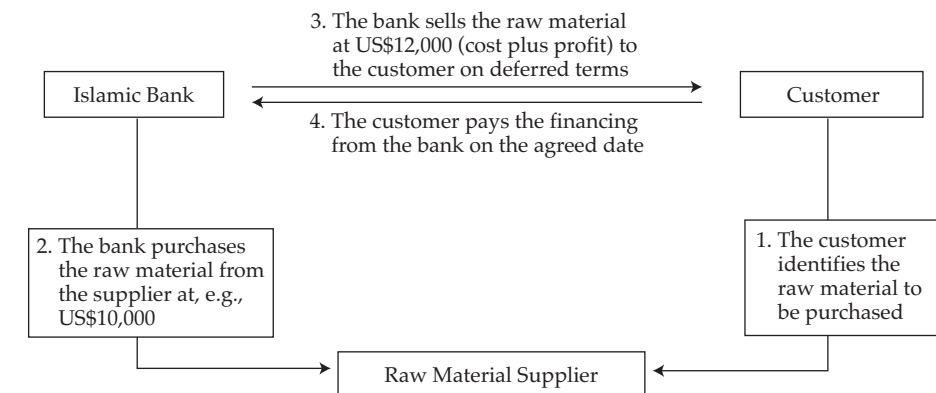 3. The bank sells the raw material
at US$12,000 (cost plus profit) to
the customer on deferred terms
Islamic Bank
Customer
4. The customer pays the financing
from the bank on the agreed date
2. The bank purchases
the raw material from
the supplier at, e.g.,
US$10,000
1. The customer
identifies the
raw material to
be purchased
Raw Material Supplier